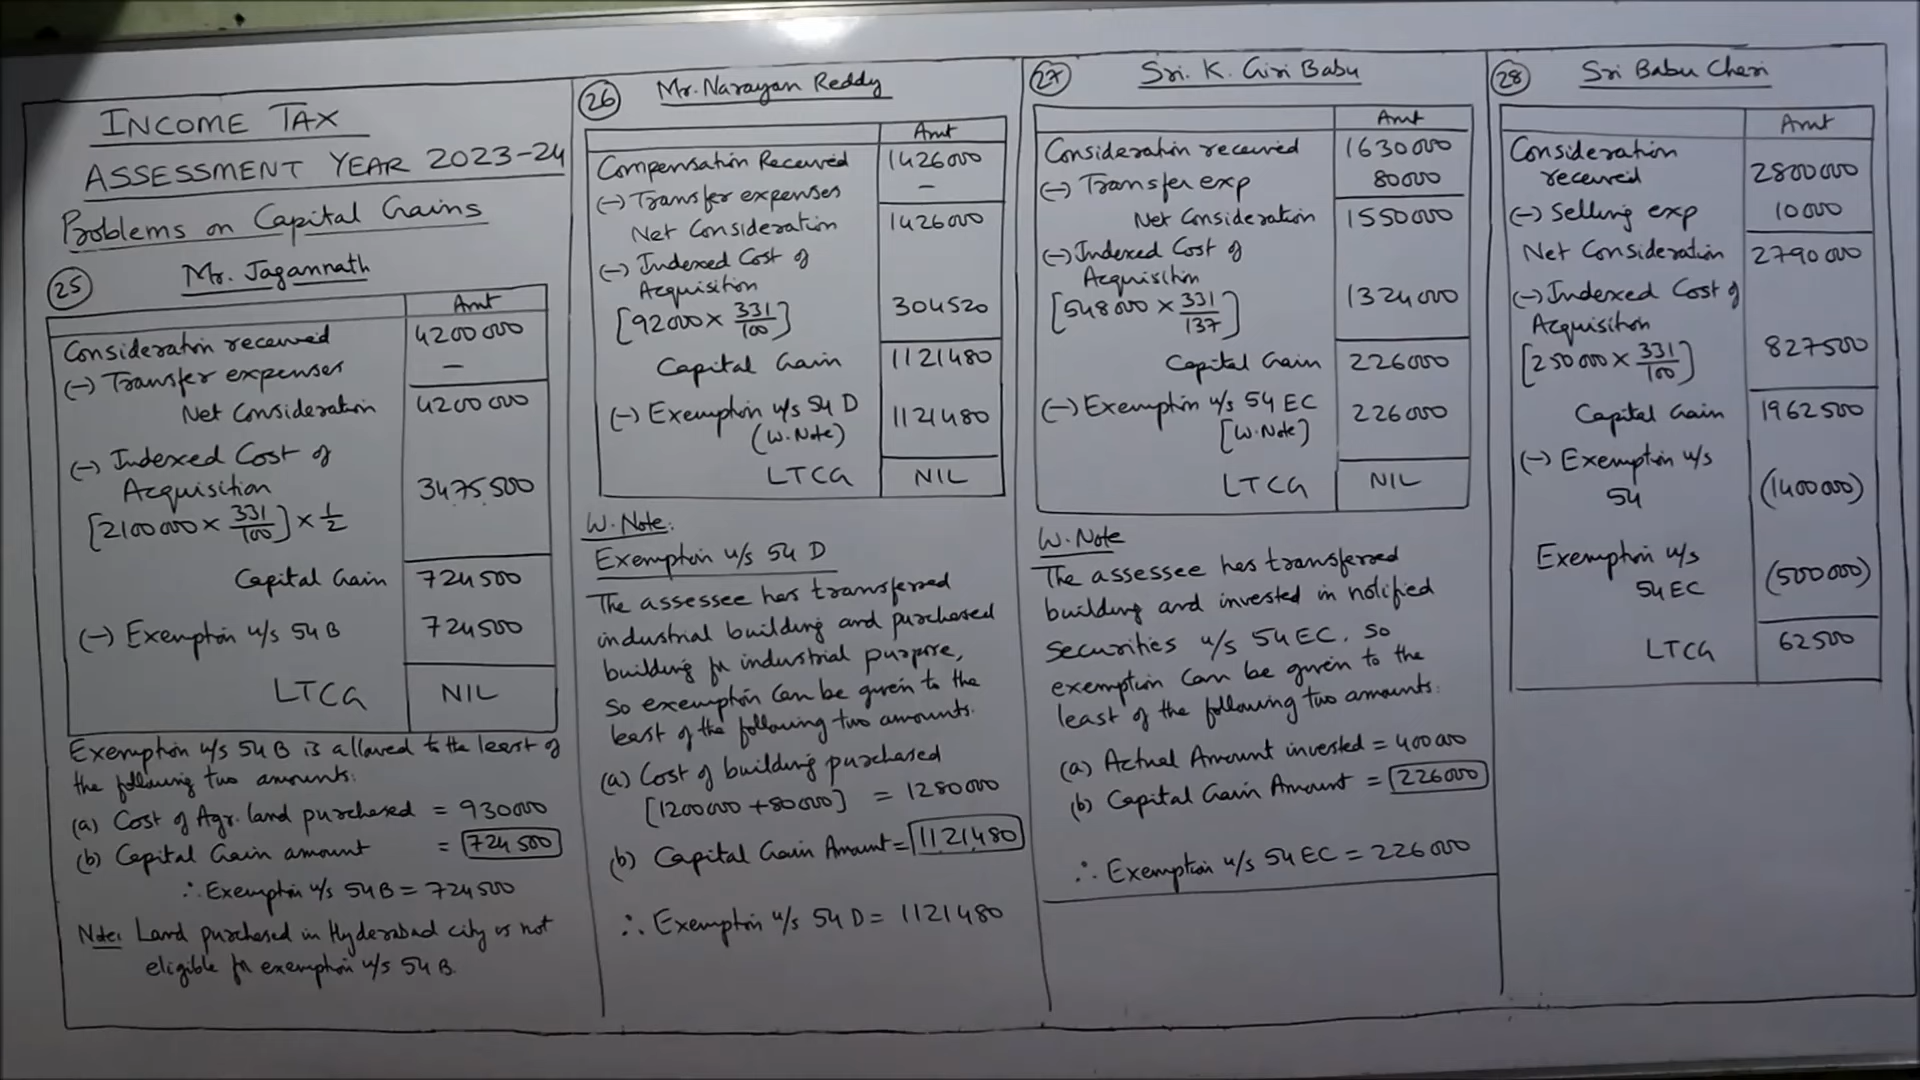 INCOME TAX
ASSESSMENT YEAR 2023-24
Problems on Capital Gains
25 Mr. Jagannath
Amt
Consideration received 4200000
(-) Transfer expenses -
Net Consideration 4200000
(-) Indexed Cost of
Acquisition 3475500
[2100000 × 331/100] × 1/2
Capital Gain 724500
(-) Exemption u/s 54B 724500
LTCG NIL
Exemption u/s 54B is allowed to the least of
the following two amounts:
(a) Cost of Agr. land purchased = 930000
(b) Capital Gain amount = 724500
∴ Exemption u/s 54B = 724500
Note: Land purchased in Hyderabad city is not
eligible for exemption u/s 54B.
26 Mr. Narayan Reddy
Amt
Compensation Received 1426000
(-) Transfer expenses -
Net Consideration 1426000
(-) Indexed Cost of
Acquisition
[92000 × 331/100] 304520
Capital Gain 1121480
(-) Exemption u/s 54D 1121480
(W.Note)
LTCG NIL
W.Note:
Exemption u/s 54D
The assessee has transferred
industrial building and purchased
building for industrial purpore,
so exemption can be given to the
least of the following two amounts.
(a) Cost of building purchased
[1200000 + 80000] = 1280000
(b) Capital Gain Amount = 1121480
∴ Exemption u/s 54D = 1121480
27 Sri. K. Giri Babu
Amt
Consideration received 1630000
(-) Transfer exp 80000
Net Consideration 1550000
(-) Indexed Cost of
Acquisition
[548000 × 331/137] 1324000
Capital Gain 226000
(-) Exemption u/s 54EC 226000
[W.Note]
LTCG NIL
W.Note
The assessee has transferred
building and invested in notified
securities u/s 54EC. So
exemption can be given to the
least of the following two amounts.
(a) Actual Amount invested = 400000
(b) Capital Gain Amount = 226000
∴ Exemption u/s 54EC = 226000
28 Sri Babu Cheri
Amt
Consideration
received 2800000
(-) Selling exp 10000
Net Consideration 2790000
(-) Indexed Cost of
Acquisition
[250000 × 331/100] 827500
Capital Gain 1962500
(-) Exemption u/s
54 (1400000)
Exemption u/s
54EC (500000)
LTCG 62500